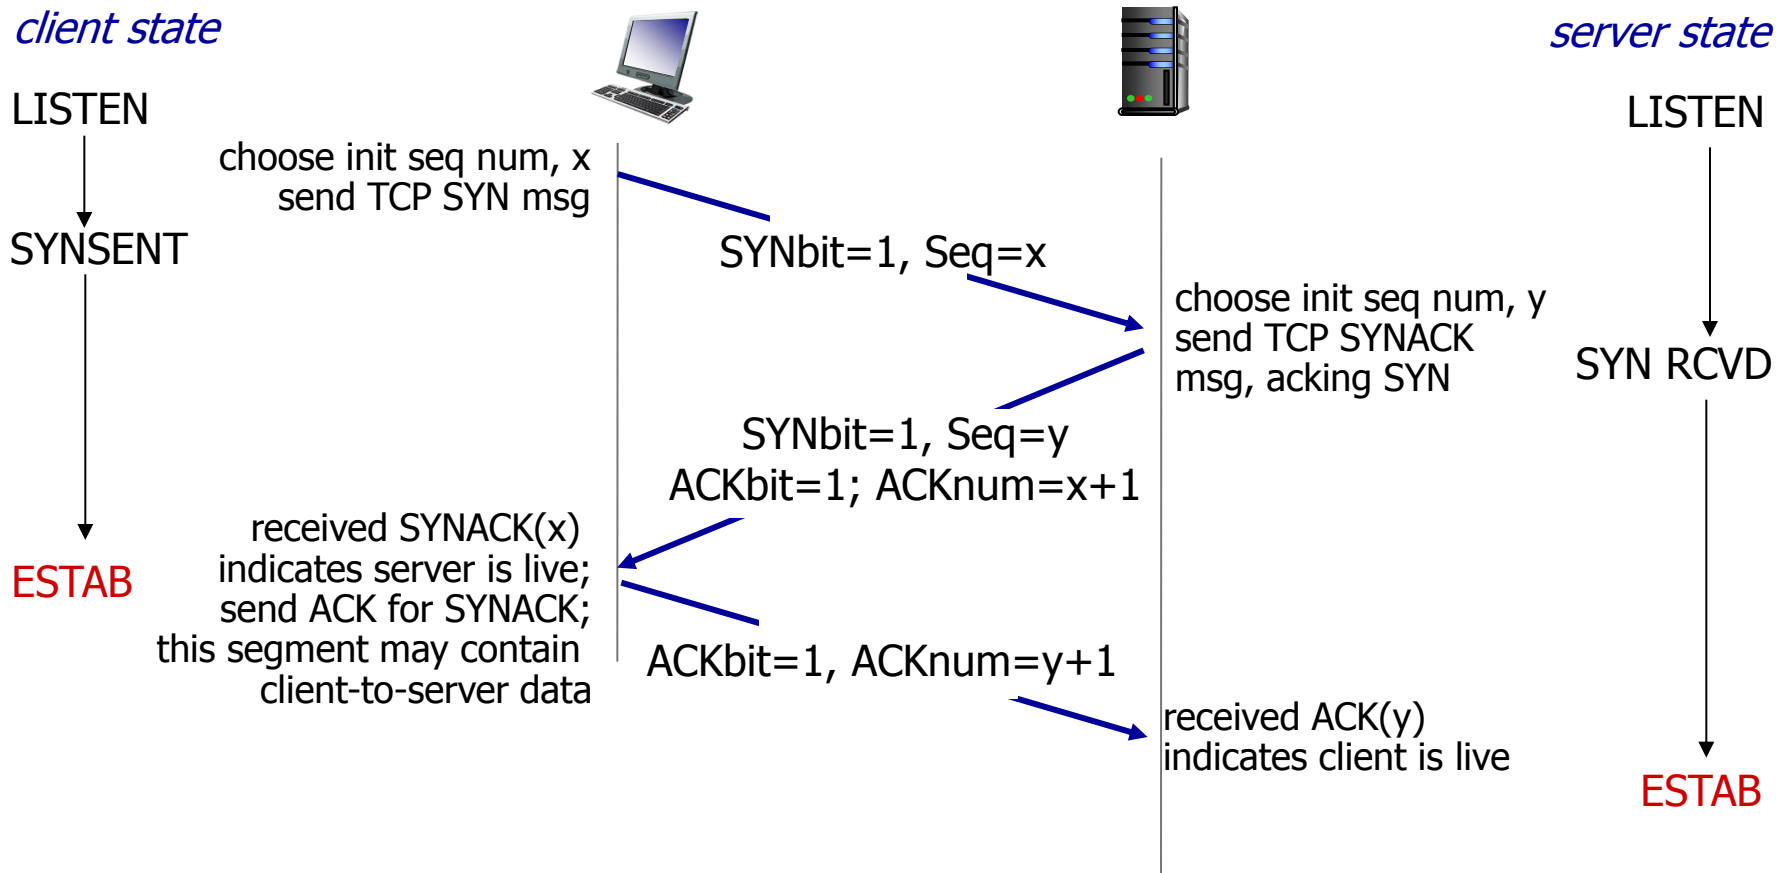 client state
server state
LISTEN
LISTEN
choose init seq num, x
send TCP SYN msg
SYNSENT
SYNbit=1, Seq=x
choose init seq num, y
send TCP SYNACK
msg, acking SYN
SYN RCVD
SYNbit=1, Seq=y
ACKbit=1; ACKnum=x+1
received SYNACK(x)
indicates server is live;
send ACK for SYNACK;
this segment may contain
client-to-server data
ESTAB
ACKbit=1, ACKnum=y+1
received ACK(y)
indicates client is live
ESTAB